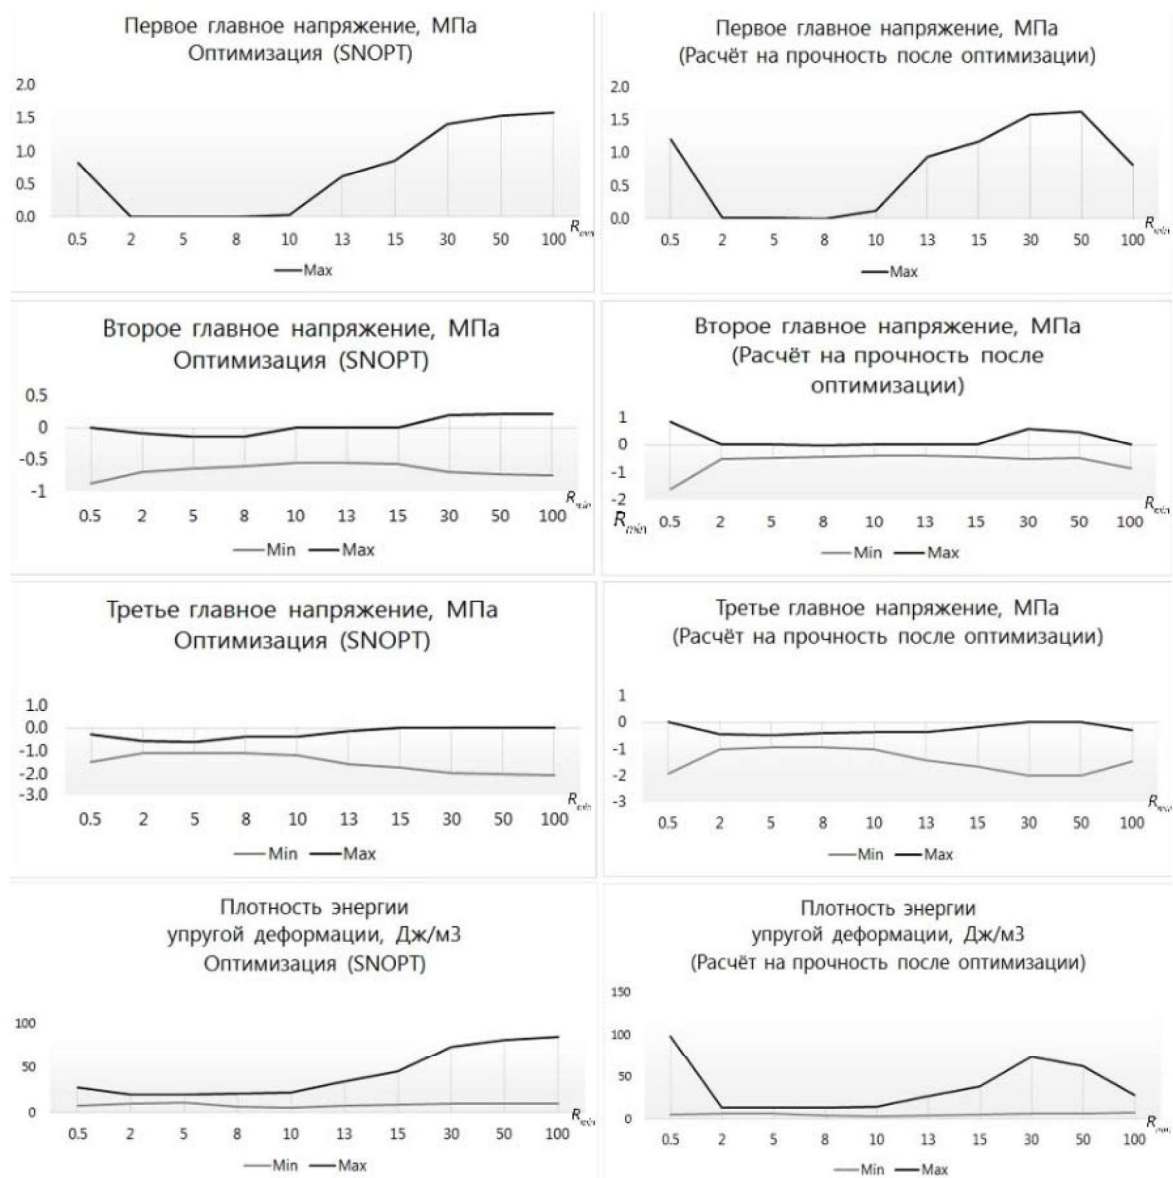 Первое главное напряжение, МПа
Оптимизация (SNOPT)
2.0
1.5
1.0
0.5
0.0
0.5 2 5 8 10 13 15 30 50 100
Max
Первое главное напряжение, МПа
(Расчёт на прочность после оптимизации)
2.0
1.5
1.0
0.5
0.0
0.5 2 5 8 10 13 15 30 50 100
R min
Max
Второе главное напряжение, МПа
Оптимизация (SNOPT)
0.5
0
-0.5
-1
0.5 2 5 8 10 13 15 30 50 100
R min
Min Max
Второе главное напряжение, МПа
(Расчёт на прочность после
оптимизации)
1
0
-1
-2
R min
0.5 2 5 8 10 13 15 30 50 100
R min
Min Max
Третье главное напряжение, МПа
Оптимизация (SNOPT)
1.0
0.0
-1.0
-2.0
-3.0
0.5 2 5 8 10 13 15 30 50 100
R min
Min Max
Третье главное напряжение, МПа
(Расчёт на прочность после оптимизации)
1
0
-1
-2
-3
0.5 2 5 8 10 13 15 30 50 100
R min
Min Max
Плотность энергии
упругой деформации, Дж/м3
Оптимизация (SNOPT)
100
50
0
0.5 2 5 8 10 13 15 30 50 100
R min
Min Max
Плотность энергии
упругой деформации, Дж/м3
(Расчёт на прочность после оптимизации)
150
100
50
0
0.5 2 5 8 10 13 15 30 50 100
R min
Min Max